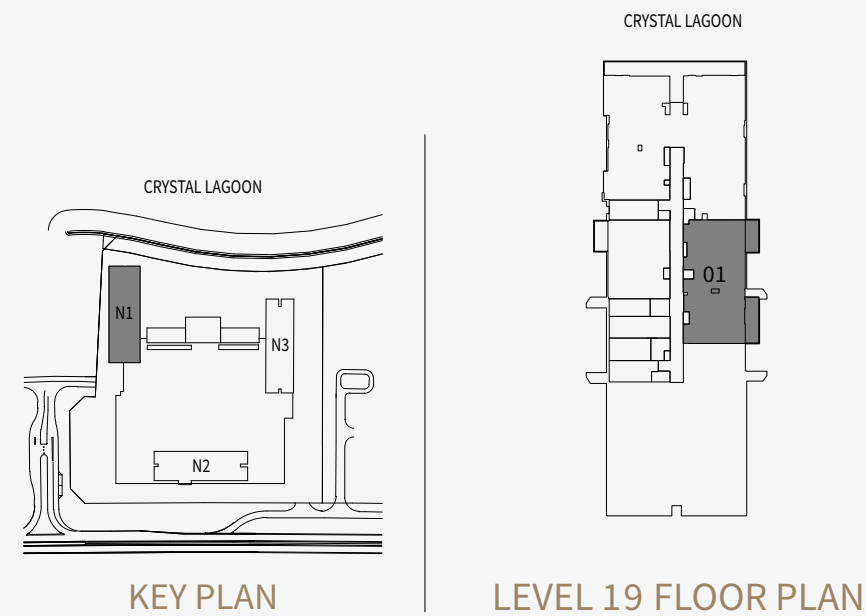 CRYSTAL LAGOON
N1
N3
N2
KEY PLAN
CRYSTAL LAGOON
01
LEVEL 19 FLOOR PLAN